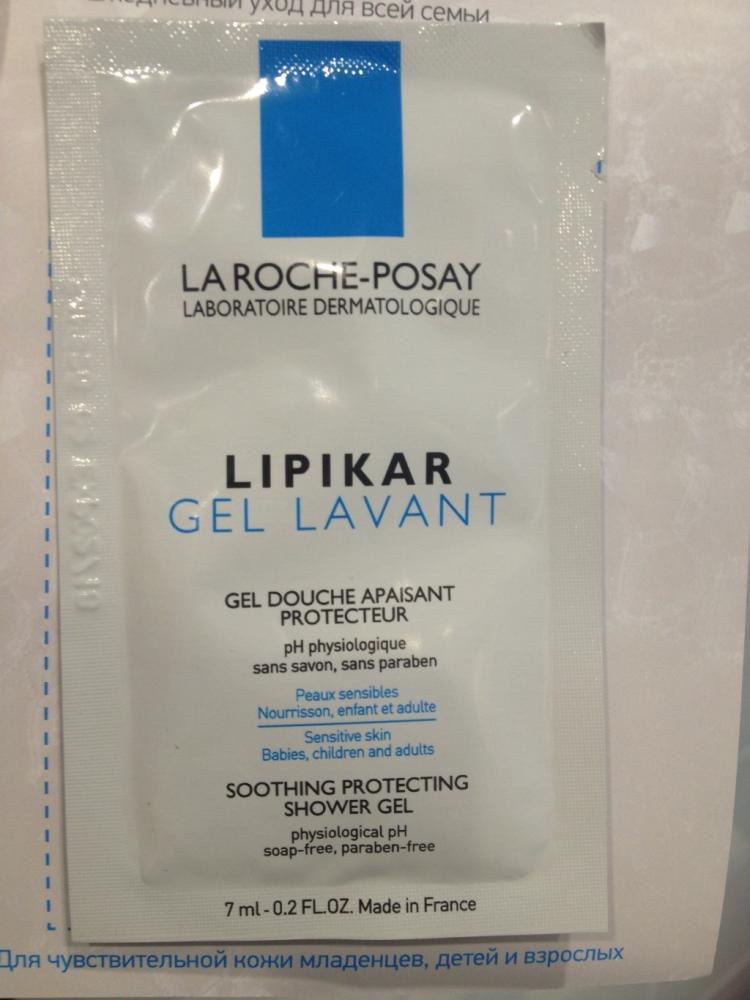 уход для всей семьи
LA ROCHE-POSAY
LABORATOIRE DERMATOLOGIQUE
LIPIKAR
GEL LAVANT
GEL DOUCHE APAISANT
PROTECTEUR
pH physiologique
sans savon, sans paraben
Peaux sensibles
Nourrisson, enfant et adulte
Sensitive skin
Babies, children and adults
SOOTHING PROTECTING
SHOWER GEL
physiological pH
soap-free, paraben-free
7 ml - 0.2 FL.OZ. Made in France
Для чувствительной кожи младенцев, детей и взрослых